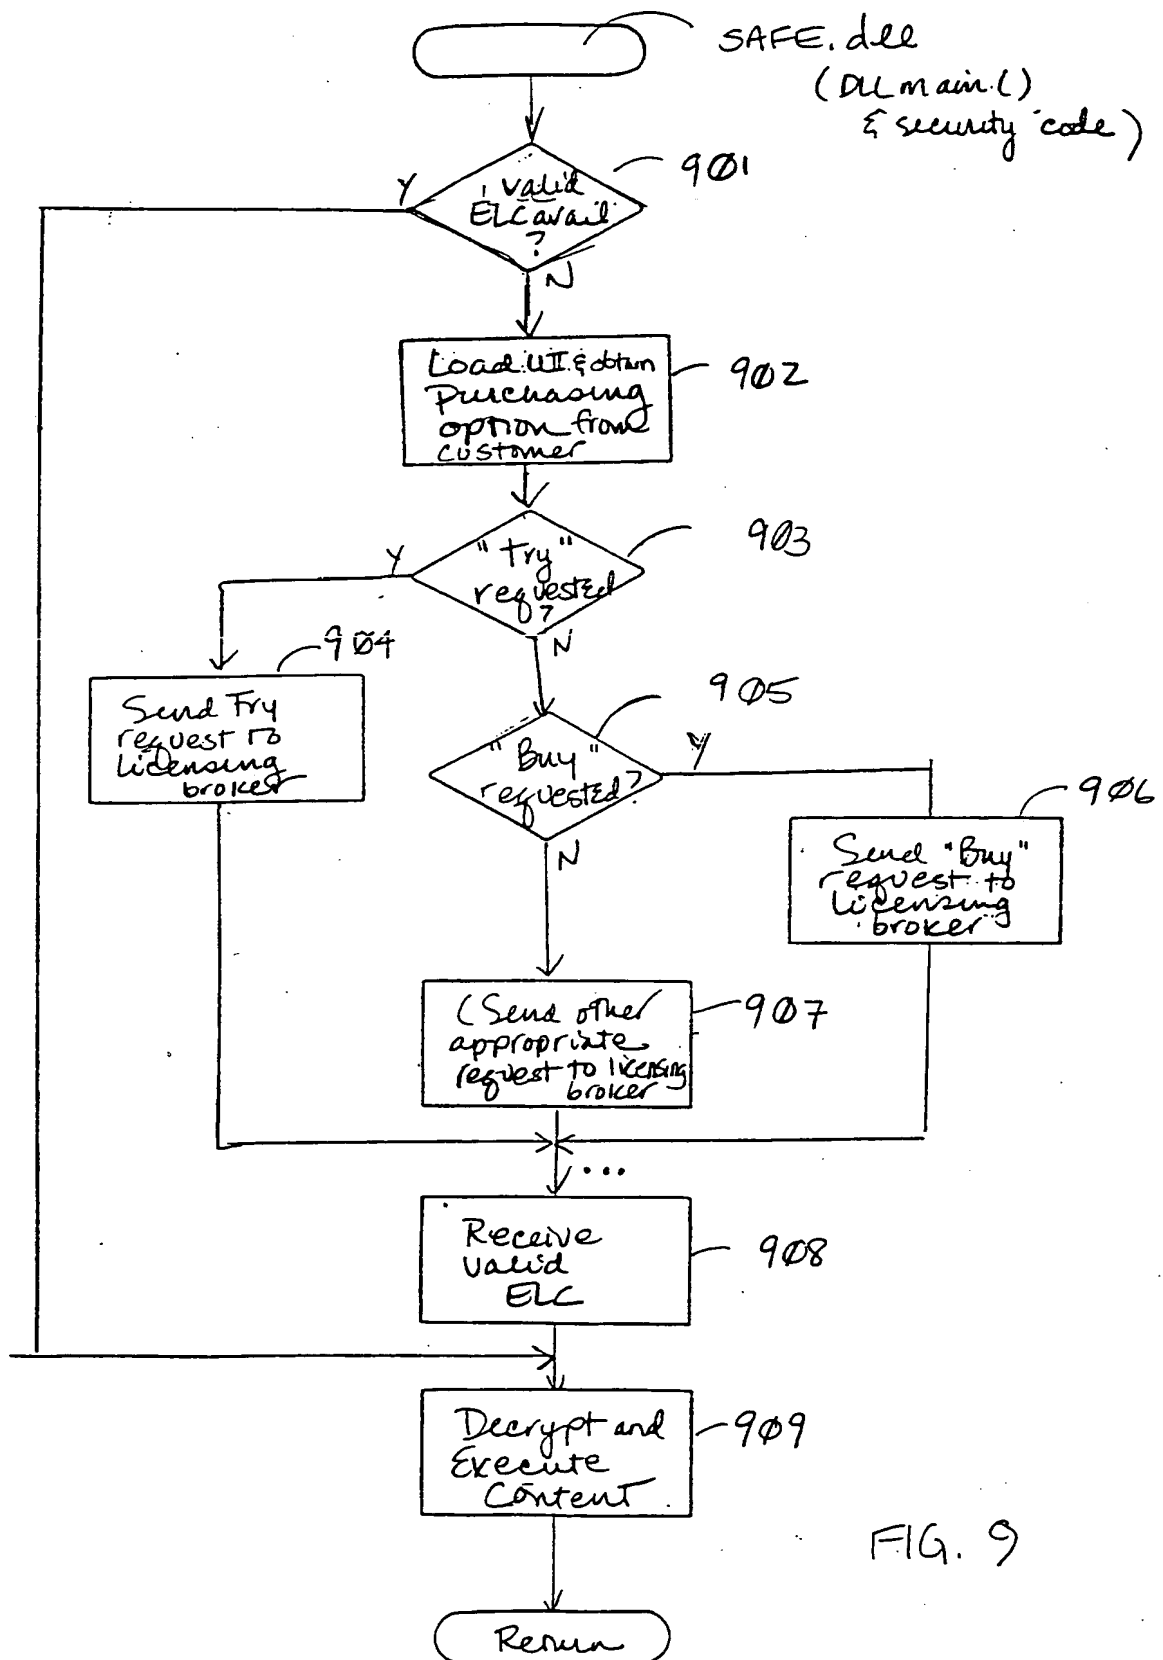 SAFE.dll
(DLLmain()
& security code)
901
Y
valid
ELC avail
?
N
Load UI & obtain
Purchasing
option from
customer
902
"Try"
requested
?
903
Y
N
904
Send Try
request to
licensing
broker
905
"Buy"
requested?
Y
N
906
Send "Buy"
request to
licensing
broker
(Send other
appropriate
request to licensing
broker
907
...
Receive
valid
ELC
908
Decrypt and
Execute
Content
909
FIG. 9
Return